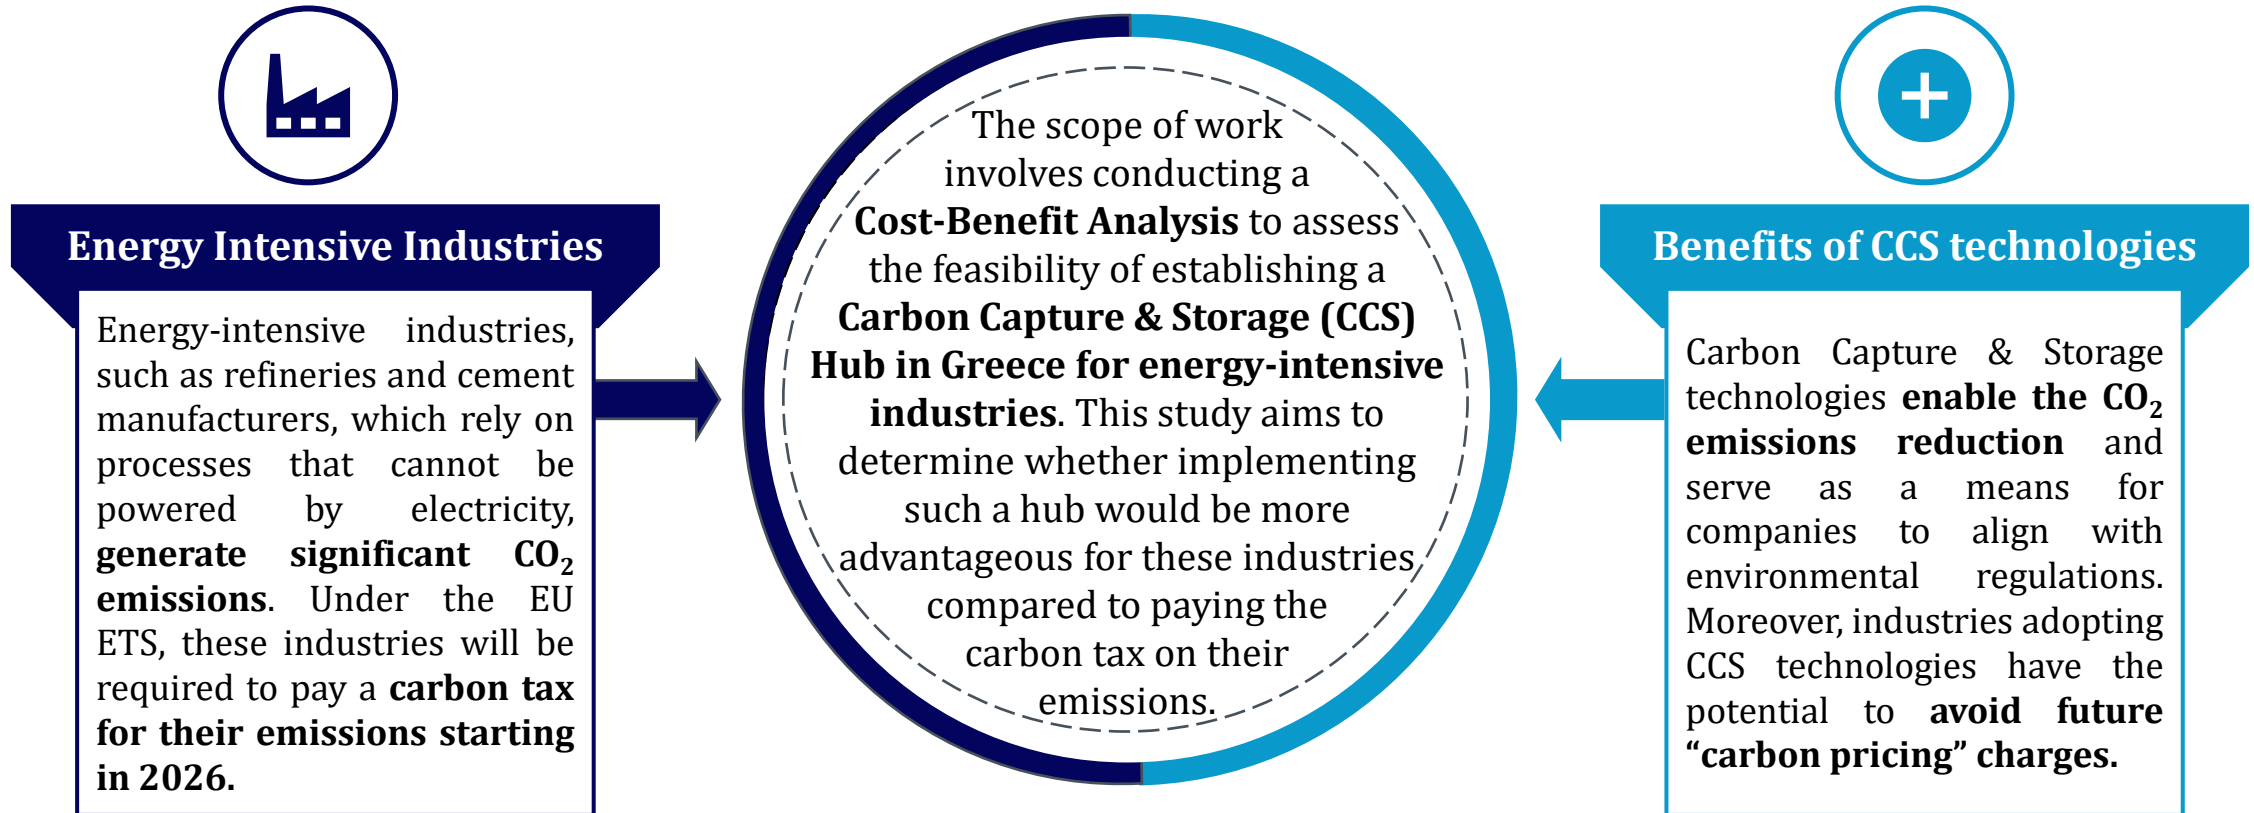 Energy Intensive Industries
Energy-intensive industries,
such as refineries and cement
manufacturers, which rely on
processes that cannot be
powered by electricity,
generate significant CO₂
emissions. Under the EU
ETS, these industries will be
required to pay a carbon tax
for their emissions starting
in 2026.
The scope of work
involves conducting a
Cost-Benefit Analysis to assess
the feasibility of establishing a
Carbon Capture & Storage (CCS)
Hub in Greece for energy-intensive
industries. This study aims to
determine whether implementing
such a hub would be more
advantageous for these industries
compared to paying the
carbon tax on their
emissions.
Benefits of CCS technologies
Carbon Capture & Storage
technologies enable the CO₂
emissions reduction and
serve as a means for
companies to align with
environmental regulations.
Moreover, industries adopting
CCS technologies have the
potential to avoid future
“carbon pricing” charges.